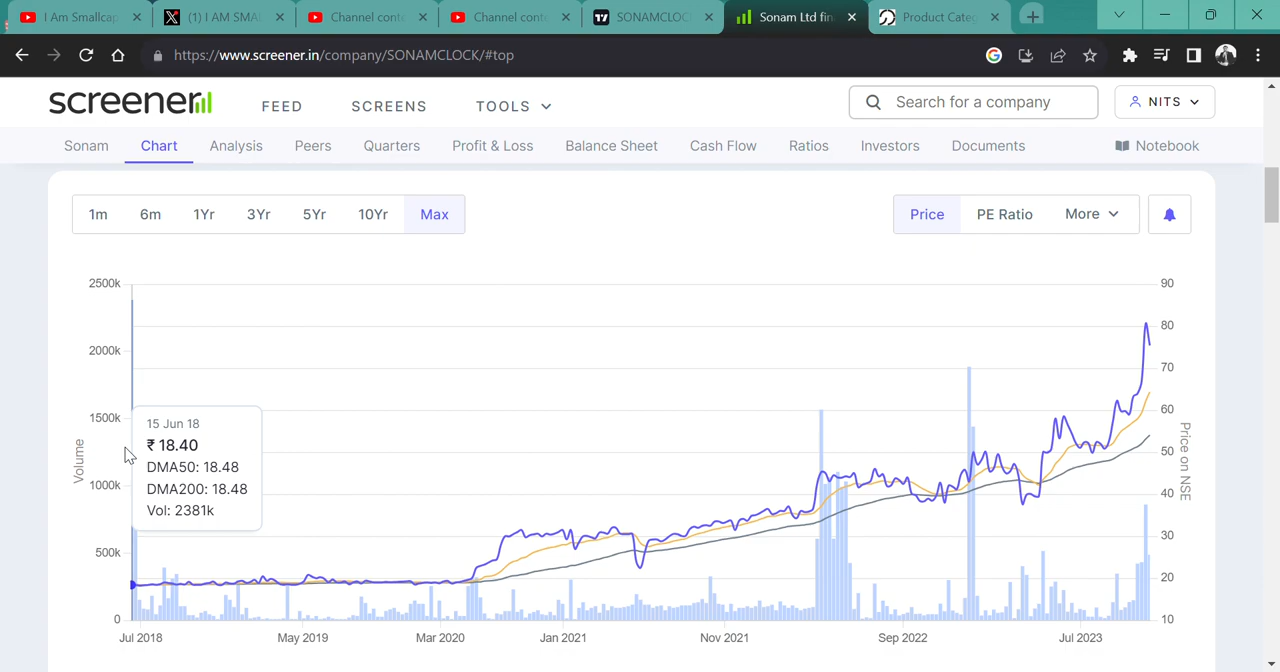 I Am Smallcap
(1) I AM SMA
Channel conte
Channel conte
SONAMCLOC
Sonam Ltd fin
Product Categ
https://www.screener.in/company/SONAMCLOCK/#top
screener
FEED
SCREENS
TOOLS
Search for a company
NITS
Sonam
Chart
Analysis
Peers
Quarters
Profit & Loss
Balance Sheet
Cash Flow
Ratios
Investors
Documents
Notebook
1m
6m
1Yr
3Yr
5Yr
10Yr
Max
Price
PE Ratio
More
2500k
90
80
2000k
70
1500k
60
15 Jun 18
₹ 18.40
DMA50: 18.48
DMA200: 18.48
Vol: 2381k
Volume
Price on NSE
50
1000k
40
30
500k
20
0
10
Jul 2018
May 2019
Mar 2020
Jan 2021
Nov 2021
Sep 2022
Jul 2023